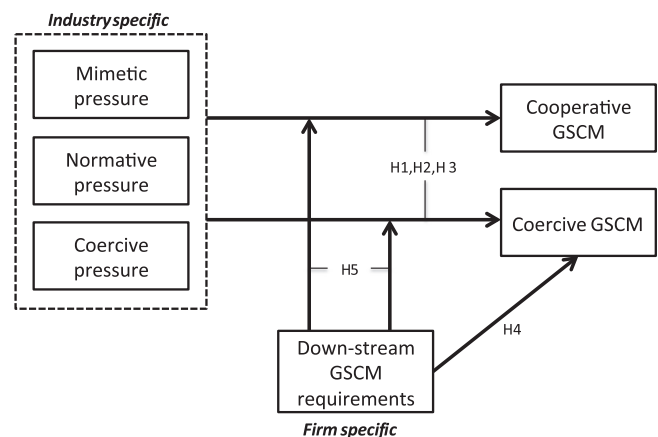 Industry specific
Mimetic
pressure
Normative
pressure
Coercive
pressure
Cooperative
GSCM
H1,H2,H 3
Coercive GSCM
H5
H4
Down-stream
GSCM
requirements
Firm specific